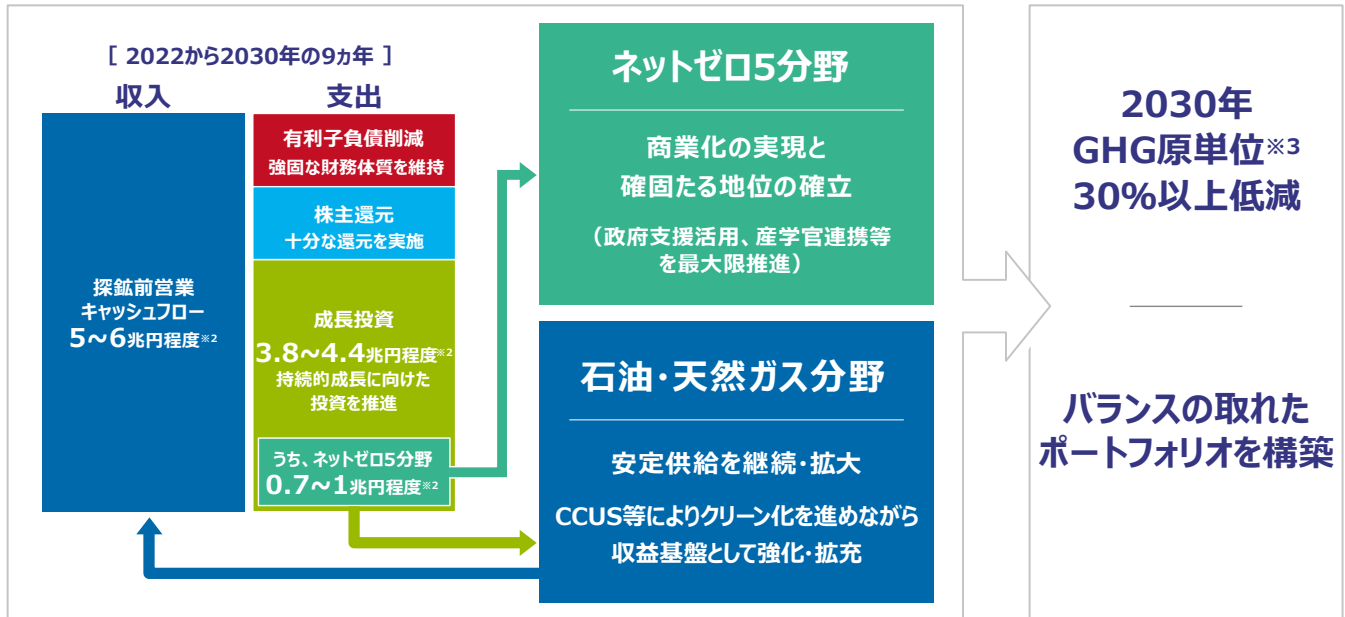 [ 2022から2030年の9ヵ年 ]
収入
支出
探鉱前営業
キャッシュフロー
5~6兆円程度※2
有利子負債削減
強固な財務体質を維持
株主還元
十分な還元を実施
成長投資
3.8~4.4兆円程度※2
持続的成長に向けた
投資を推進
うち、ネットゼロ5分野
0.7~1兆円程度※2
ネットゼロ5分野
商業化の実現と
確固たる地位の確立
（政府支援活用、産学官連携等
を最大限推進）
石油・天然ガス分野
安定供給を継続・拡大
CCUS等によりクリーン化を進めながら
収益基盤として強化・拡充
2030年
GHG原単位※3
30%以上低減
バランスの取れた
ポートフォリオを構築